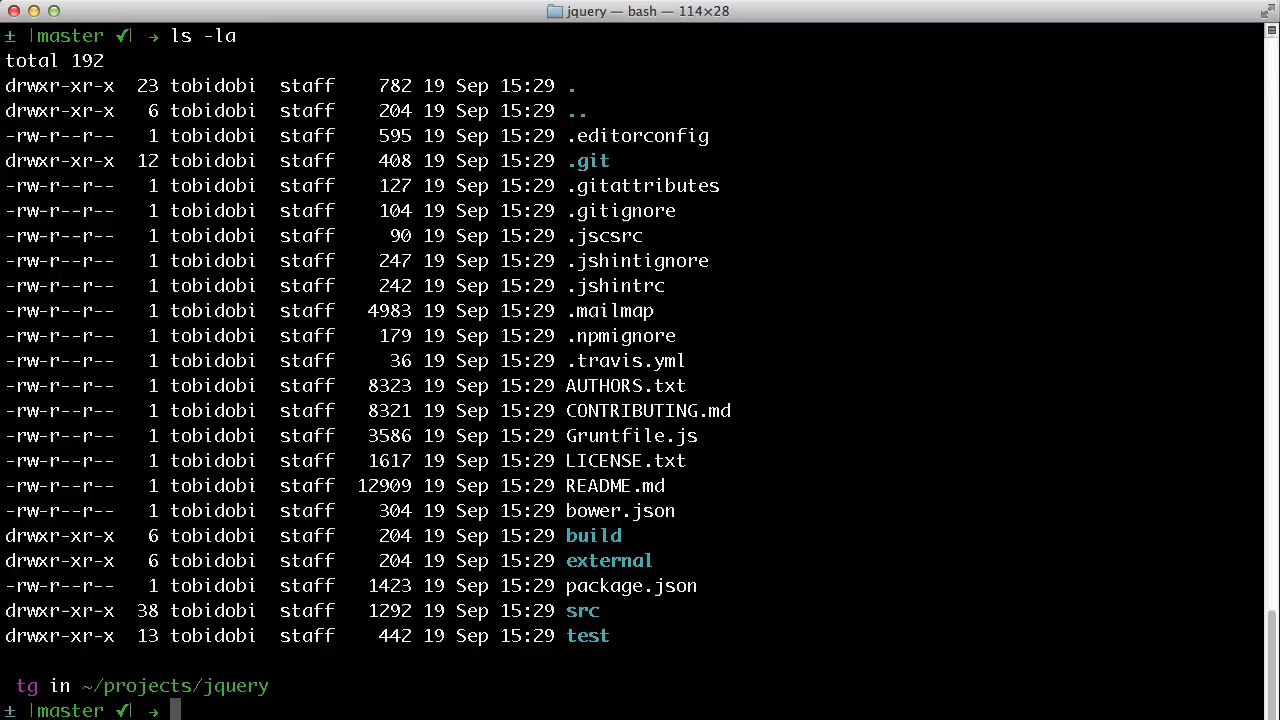 jquery — bash — 114×28
± |master ✓| → ls -la
total 192
drwxr-xr-x  23 tobidobi  staff    782 19 Sep 15:29 .
drwxr-xr-x   6 tobidobi  staff    204 19 Sep 15:29 ..
-rw-r--r--   1 tobidobi  staff    595 19 Sep 15:29 .editorconfig
drwxr-xr-x  12 tobidobi  staff    408 19 Sep 15:29 .git
-rw-r--r--   1 tobidobi  staff    127 19 Sep 15:29 .gitattributes
-rw-r--r--   1 tobidobi  staff    104 19 Sep 15:29 .gitignore
-rw-r--r--   1 tobidobi  staff     90 19 Sep 15:29 .jscsrc
-rw-r--r--   1 tobidobi  staff    247 19 Sep 15:29 .jshintignore
-rw-r--r--   1 tobidobi  staff    242 19 Sep 15:29 .jshintrc
-rw-r--r--   1 tobidobi  staff   4983 19 Sep 15:29 .mailmap
-rw-r--r--   1 tobidobi  staff    179 19 Sep 15:29 .npmignore
-rw-r--r--   1 tobidobi  staff     36 19 Sep 15:29 .travis.yml
-rw-r--r--   1 tobidobi  staff   8323 19 Sep 15:29 AUTHORS.txt
-rw-r--r--   1 tobidobi  staff   8321 19 Sep 15:29 CONTRIBUTING.md
-rw-r--r--   1 tobidobi  staff   3586 19 Sep 15:29 Gruntfile.js
-rw-r--r--   1 tobidobi  staff   1617 19 Sep 15:29 LICENSE.txt
-rw-r--r--   1 tobidobi  staff  12909 19 Sep 15:29 README.md
-rw-r--r--   1 tobidobi  staff    304 19 Sep 15:29 bower.json
drwxr-xr-x   6 tobidobi  staff    204 19 Sep 15:29 build
drwxr-xr-x   6 tobidobi  staff    204 19 Sep 15:29 external
-rw-r--r--   1 tobidobi  staff   1423 19 Sep 15:29 package.json
drwxr-xr-x  38 tobidobi  staff   1292 19 Sep 15:29 src
drwxr-xr-x  13 tobidobi  staff    442 19 Sep 15:29 test
tg in ~/projects/jquery
± |master ✓| →